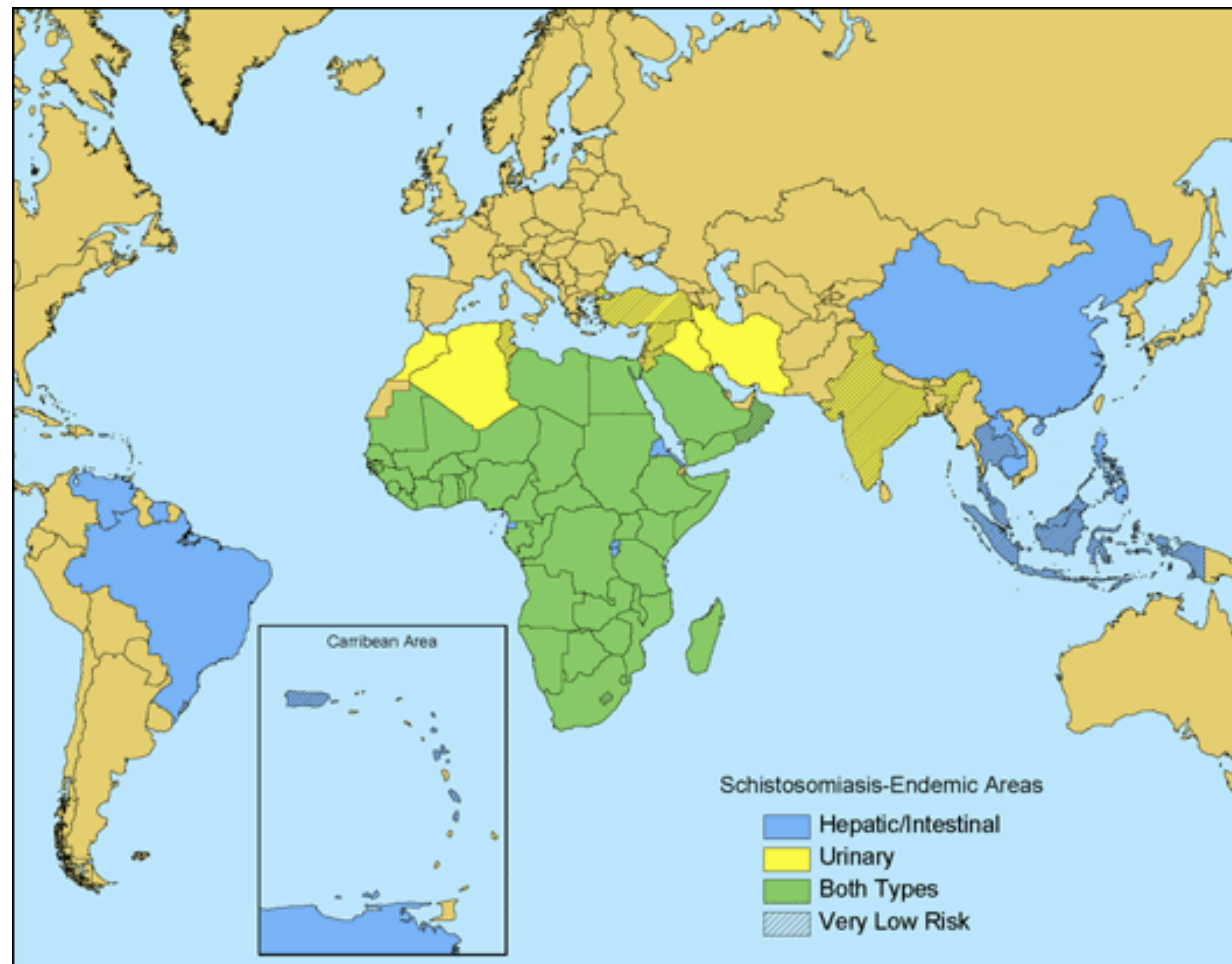 Carribean Area
Schistosomiasis-Endemic Areas
Hepatic/Intestinal
Urinary
Both Types
Very Low Risk